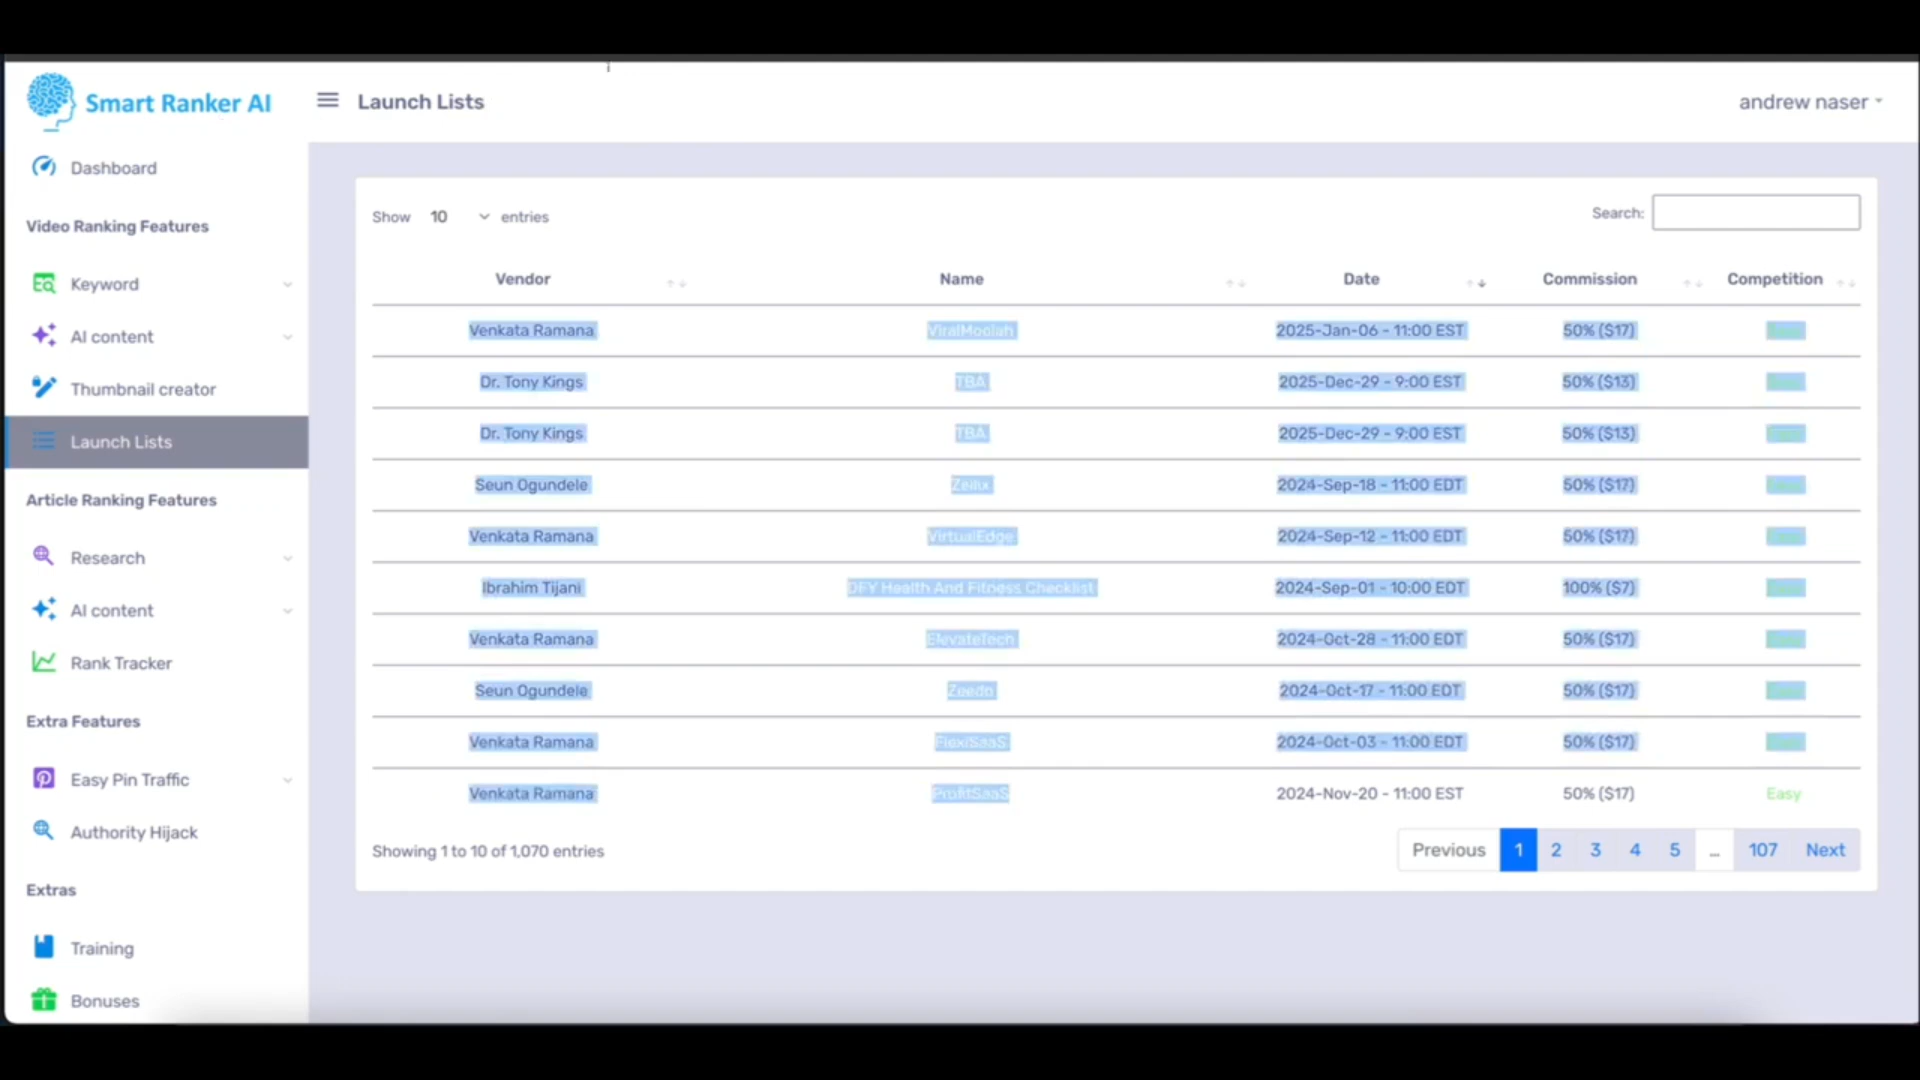 Smart Ranker AI
Launch Lists
andrew naser
Dashboard
Video Ranking Features
Keyword
AI content
Thumbnail creator
Launch Lists
Article Ranking Features
Research
AI content
Rank Tracker
Extra Features
Easy Pin Traffic
Authority Hijack
Extras
Training
Bonuses
Show 10 entries
Search:
Vendor Name Date Commission Competition
Venkata Ramana ViralMoolah 2025-Jan-06 - 11:00 EST 50% ($17)
Dr. Tony Kings TBA 2025-Dec-29 - 9:00 EST 50% ($13)
Dr. Tony Kings TBA 2025-Dec-29 - 9:00 EST 50% ($13)
Seun Ogundele 2024-Sep-18 - 11:00 EDT 50% ($17)
Venkata Ramana VirtualEdge 2024-Sep-12 - 11:00 EDT 50% ($17)
Ibrahim Tijani DFY Health And Fitness Checklist 2024-Sep-01 - 10:00 EDT 100% ($7)
Venkata Ramana ElevateTech 2024-Oct-28 - 11:00 EDT 50% ($17)
Seun Ogundele 2024-Oct-17 - 11:00 EDT 50% ($17)
Venkata Ramana FlexiSaaS 2024-Oct-03 - 11:00 EDT 50% ($17)
Venkata Ramana ProfitSaaS 2024-Nov-20 - 11:00 EST 50% ($17) Easy
Showing 1 to 10 of 1,070 entries
Previous 1 2 3 4 5 ... 107 Next